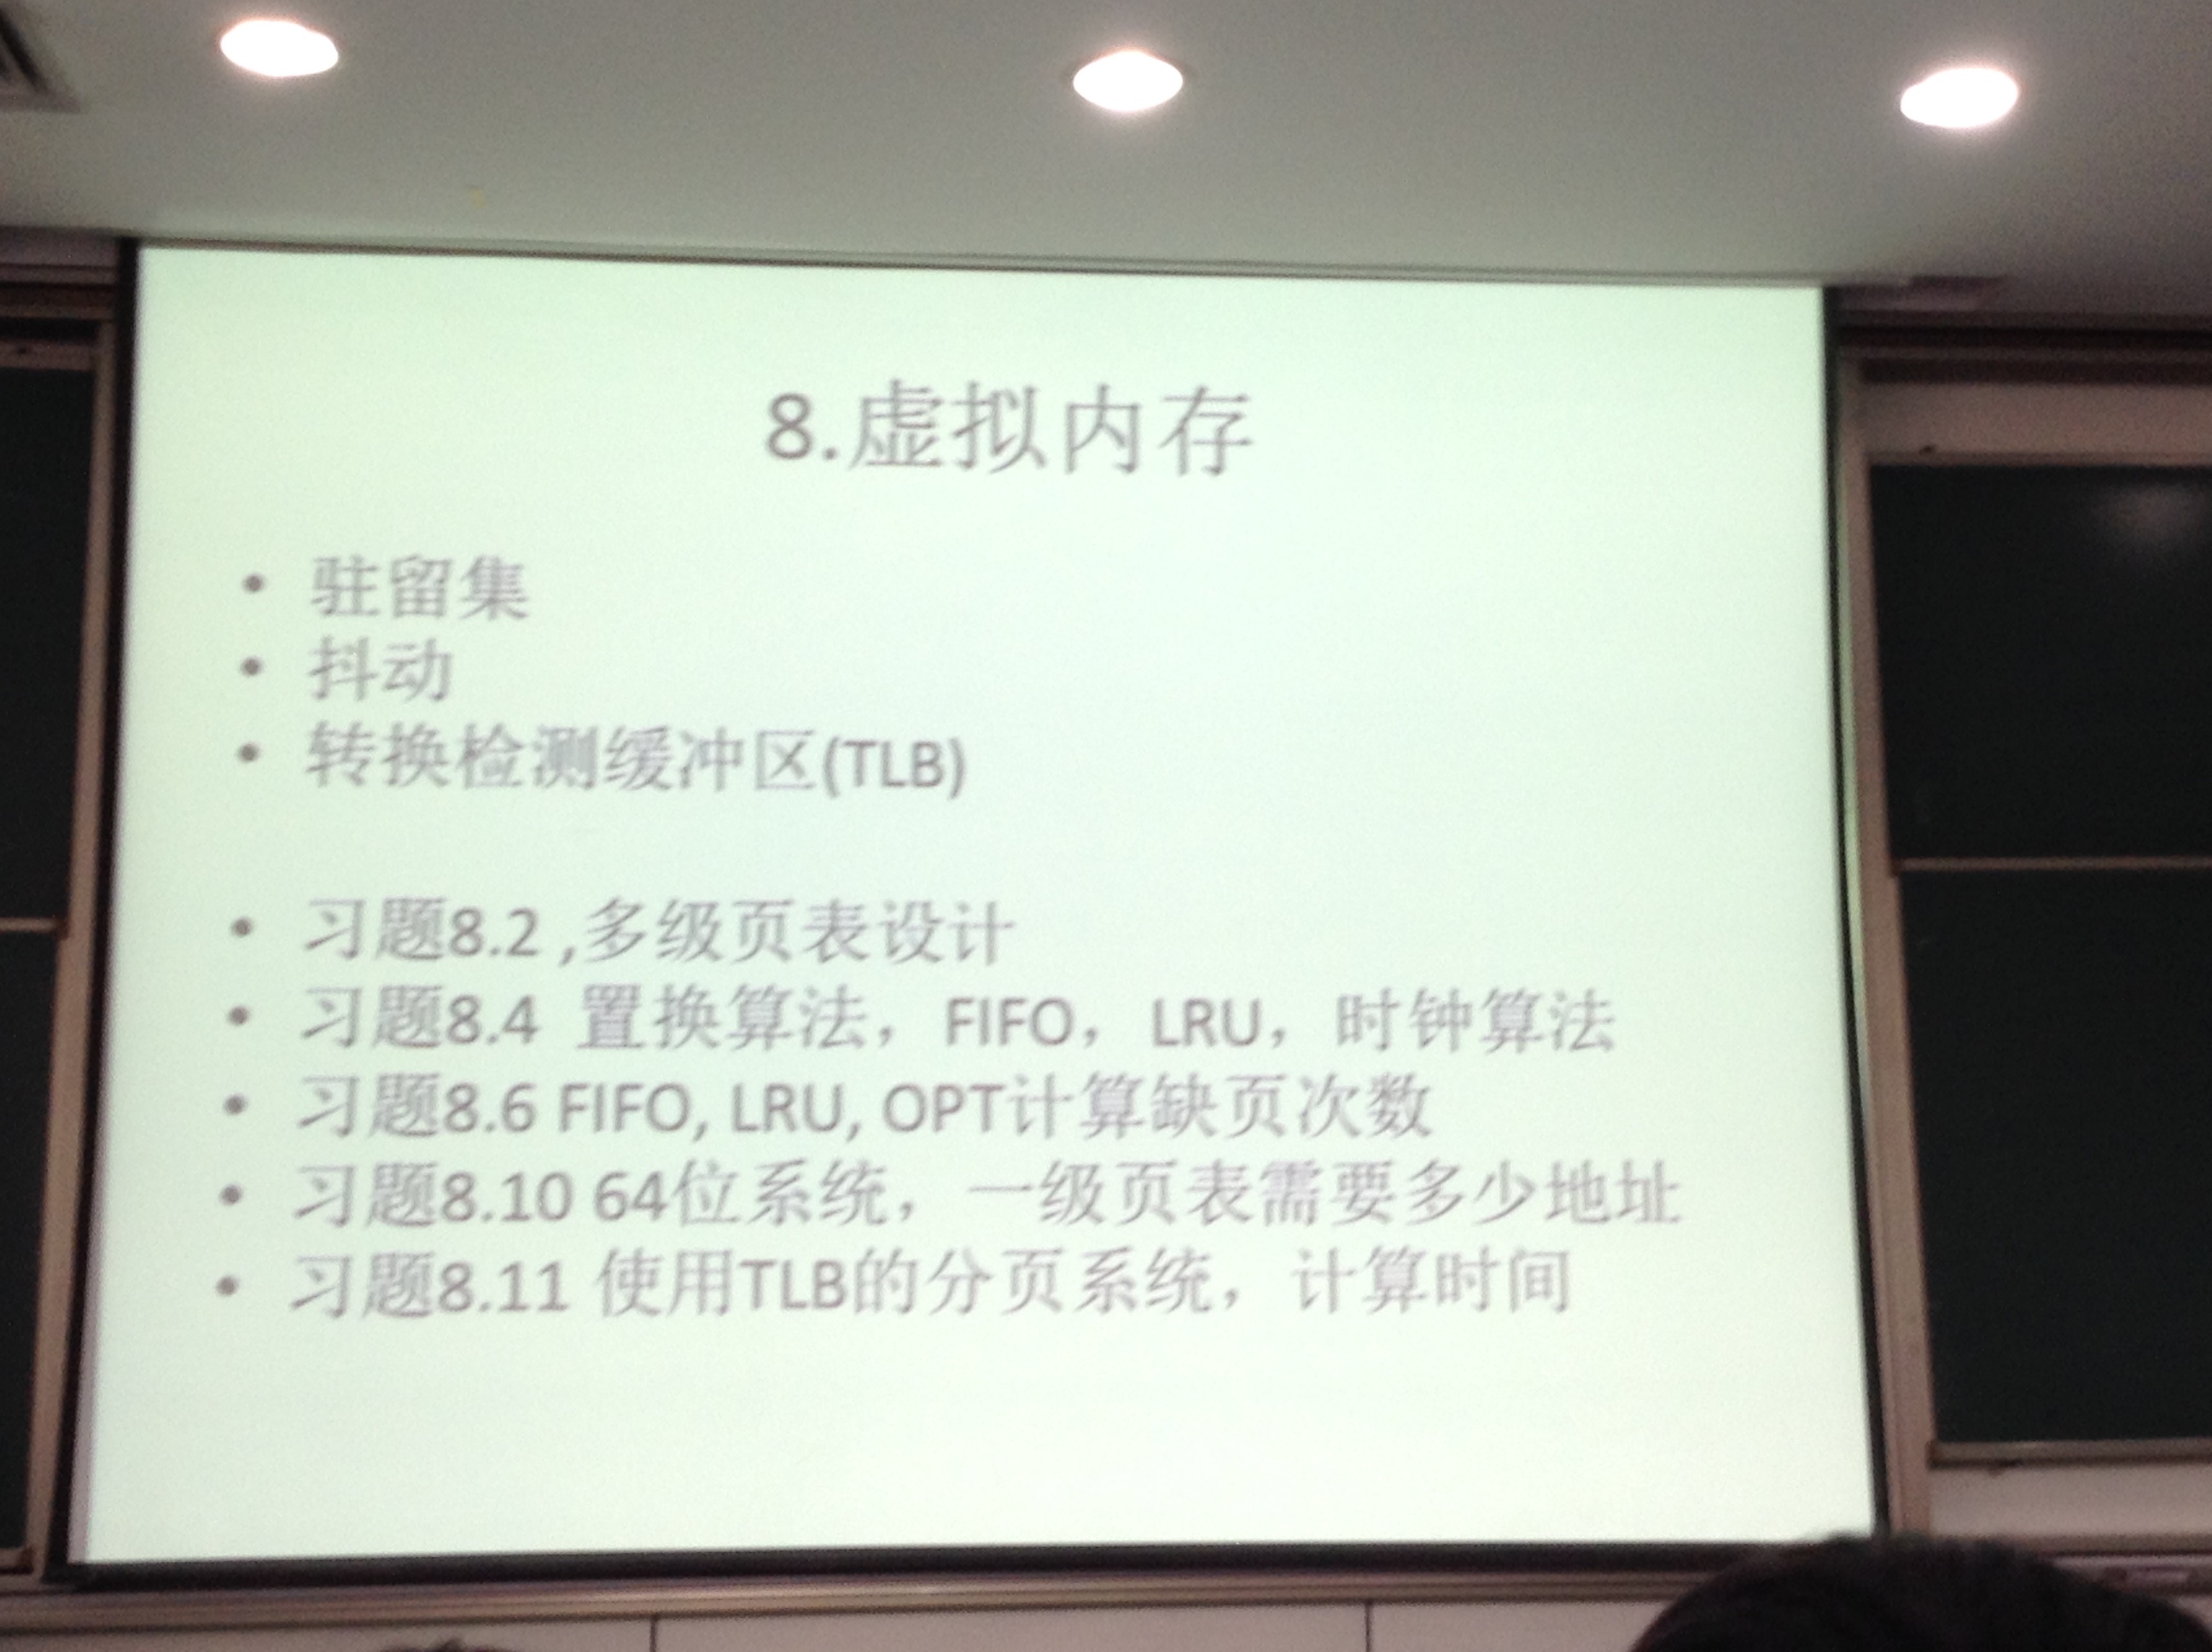 8.虚拟内存
• 驻留集
• 抖动
• 转换检测缓冲区(TLB)
• 习题8.2 ,多级页表设计
• 习题8.4 置换算法，FIFO，LRU，时钟算法
• 习题8.6 FIFO, LRU, OPT计算缺页次数
• 习题8.10 64位系统，一级页表需要多少地址
• 习题8.11 使用TLB的分页系统，计算时间